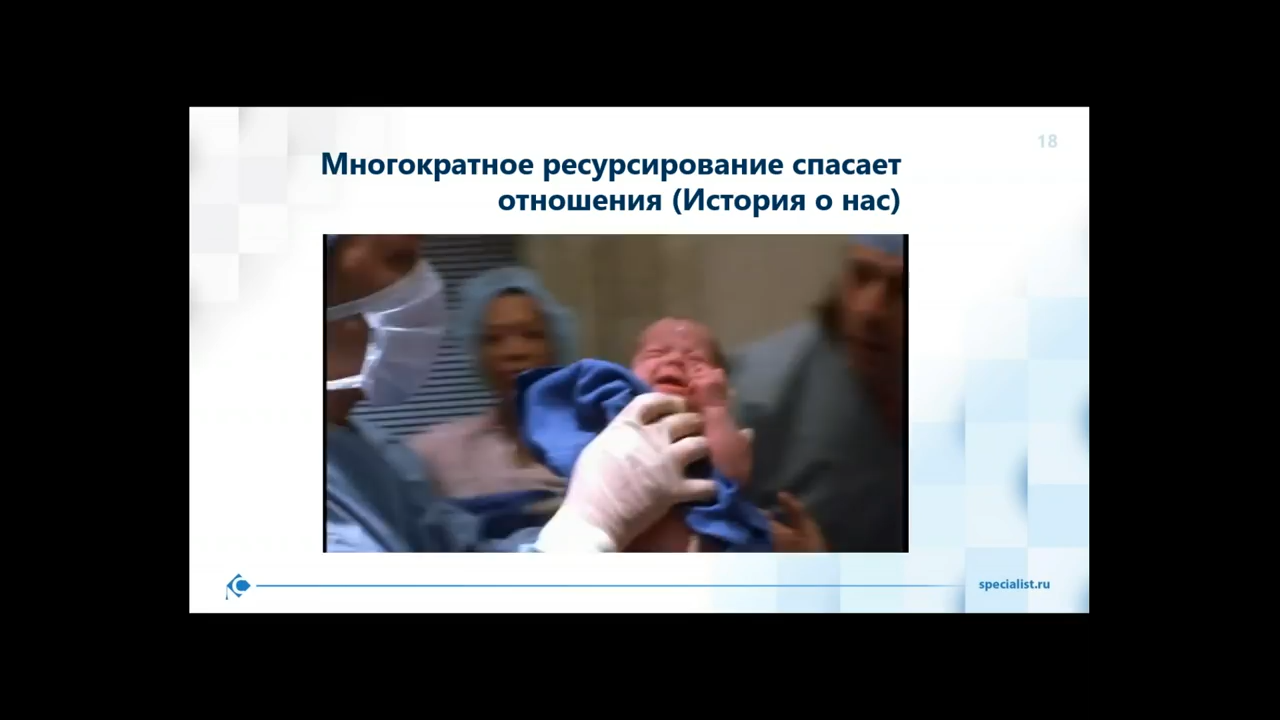 18
Многократное ресурсирование спасает
отношения (История о нас)
specialist.ru